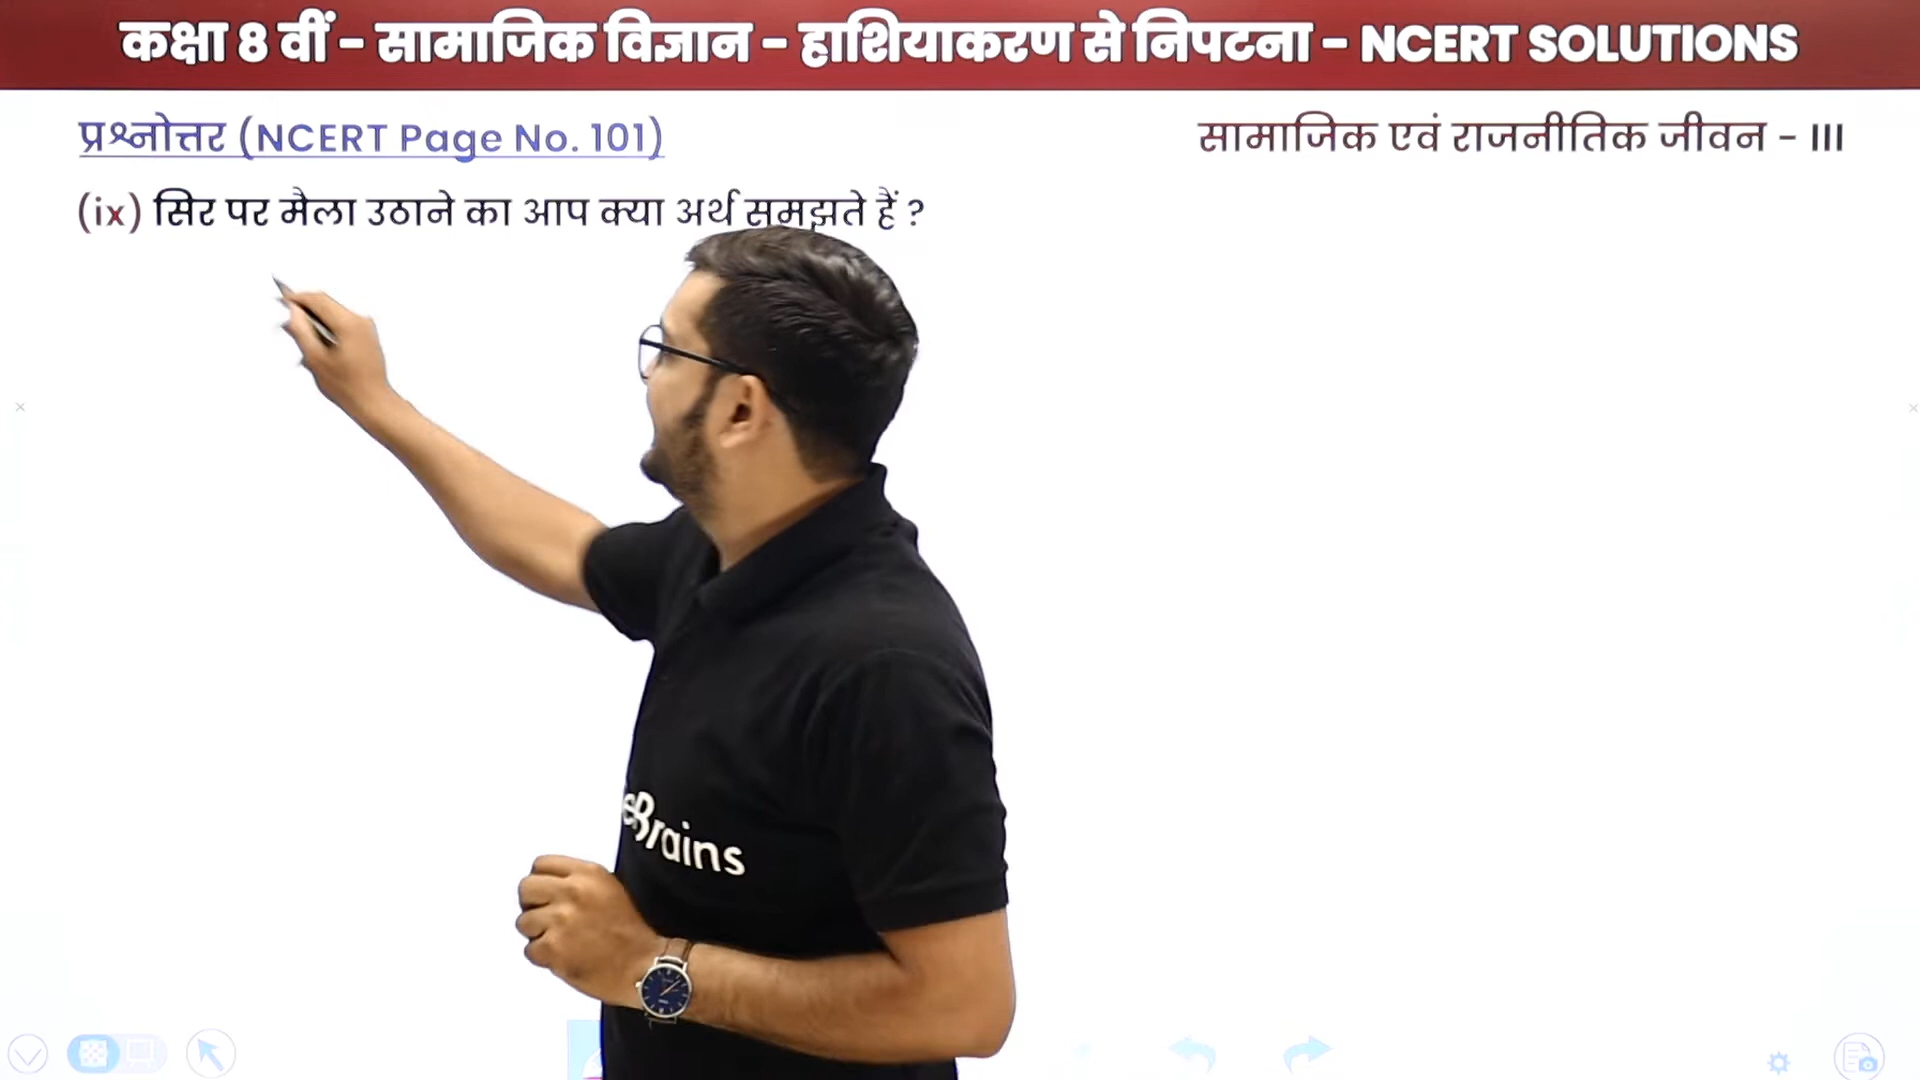 कक्षा 8 वीं - सामाजिक विज्ञान - हाशियाकरण से निपटना - NCERT SOLUTIONS
प्रश्नोत्तर (NCERT Page No. 101)
सामाजिक एवं राजनीतिक जीवन - III
(ix) सिर पर मैला उठाने का आप क्या अर्थ समझते हैं ?
eBrains